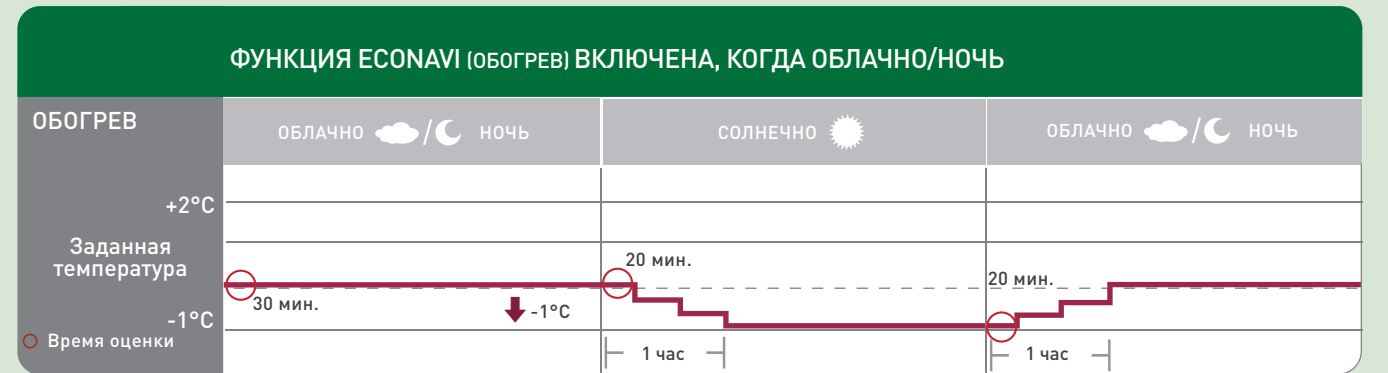 ФУНКЦИЯ ECONAVI (ОБОГРЕВ) ВКЛЮЧЕНА, КОГДА ОБЛАЧНО/НОЧЬ
ОБОГРЕВ
ОБЛАЧНО / НОЧЬ
СОЛНЕЧНО
ОБЛАЧНО / НОЧЬ
+2°C
Заданная
температура
-1°C
Время оценки
30 мин.
-1°C
20 мин.
1 час
20 мин.
1 час